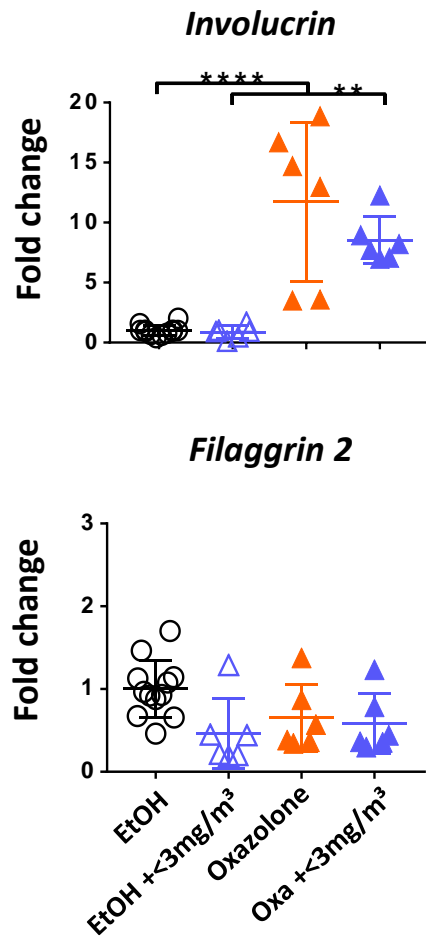 Involucrin
****
**
Fold change
20
15
10
5
0
Filaggrin 2
Fold change
3
2
1
0
EtOH
EtOH +<3mg/m³
Oxazolone
Oxa +<3mg/m³